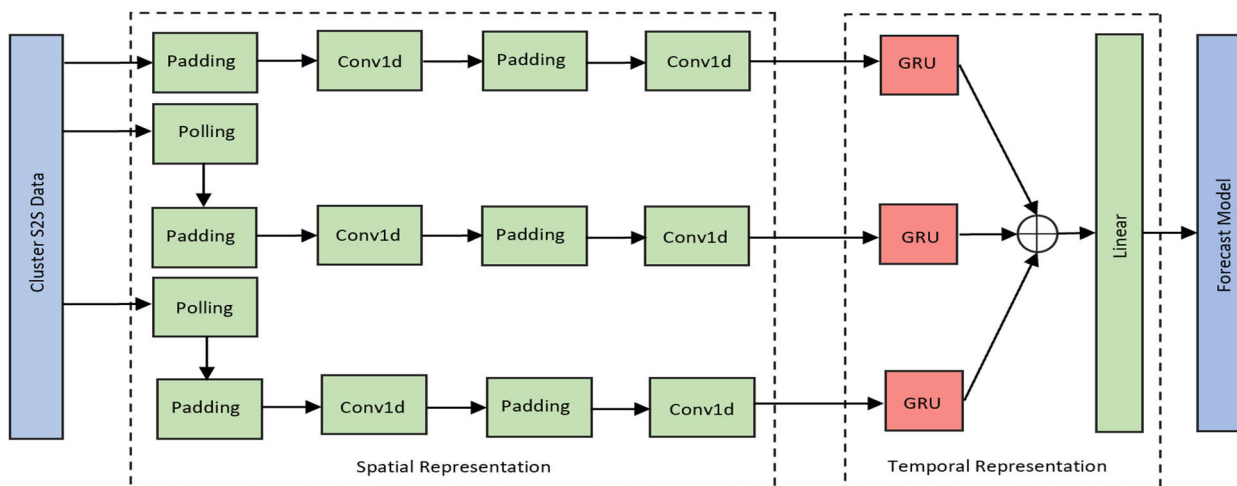 Cluster S2S Data
Padding
Conv1d
Padding
Conv1d
GRU
Polling
Padding
Conv1d
Padding
Conv1d
GRU
Polling
Padding
Conv1d
Padding
Conv1d
GRU
Linear
Forecast Model
Spatial Representation
Temporal Representation